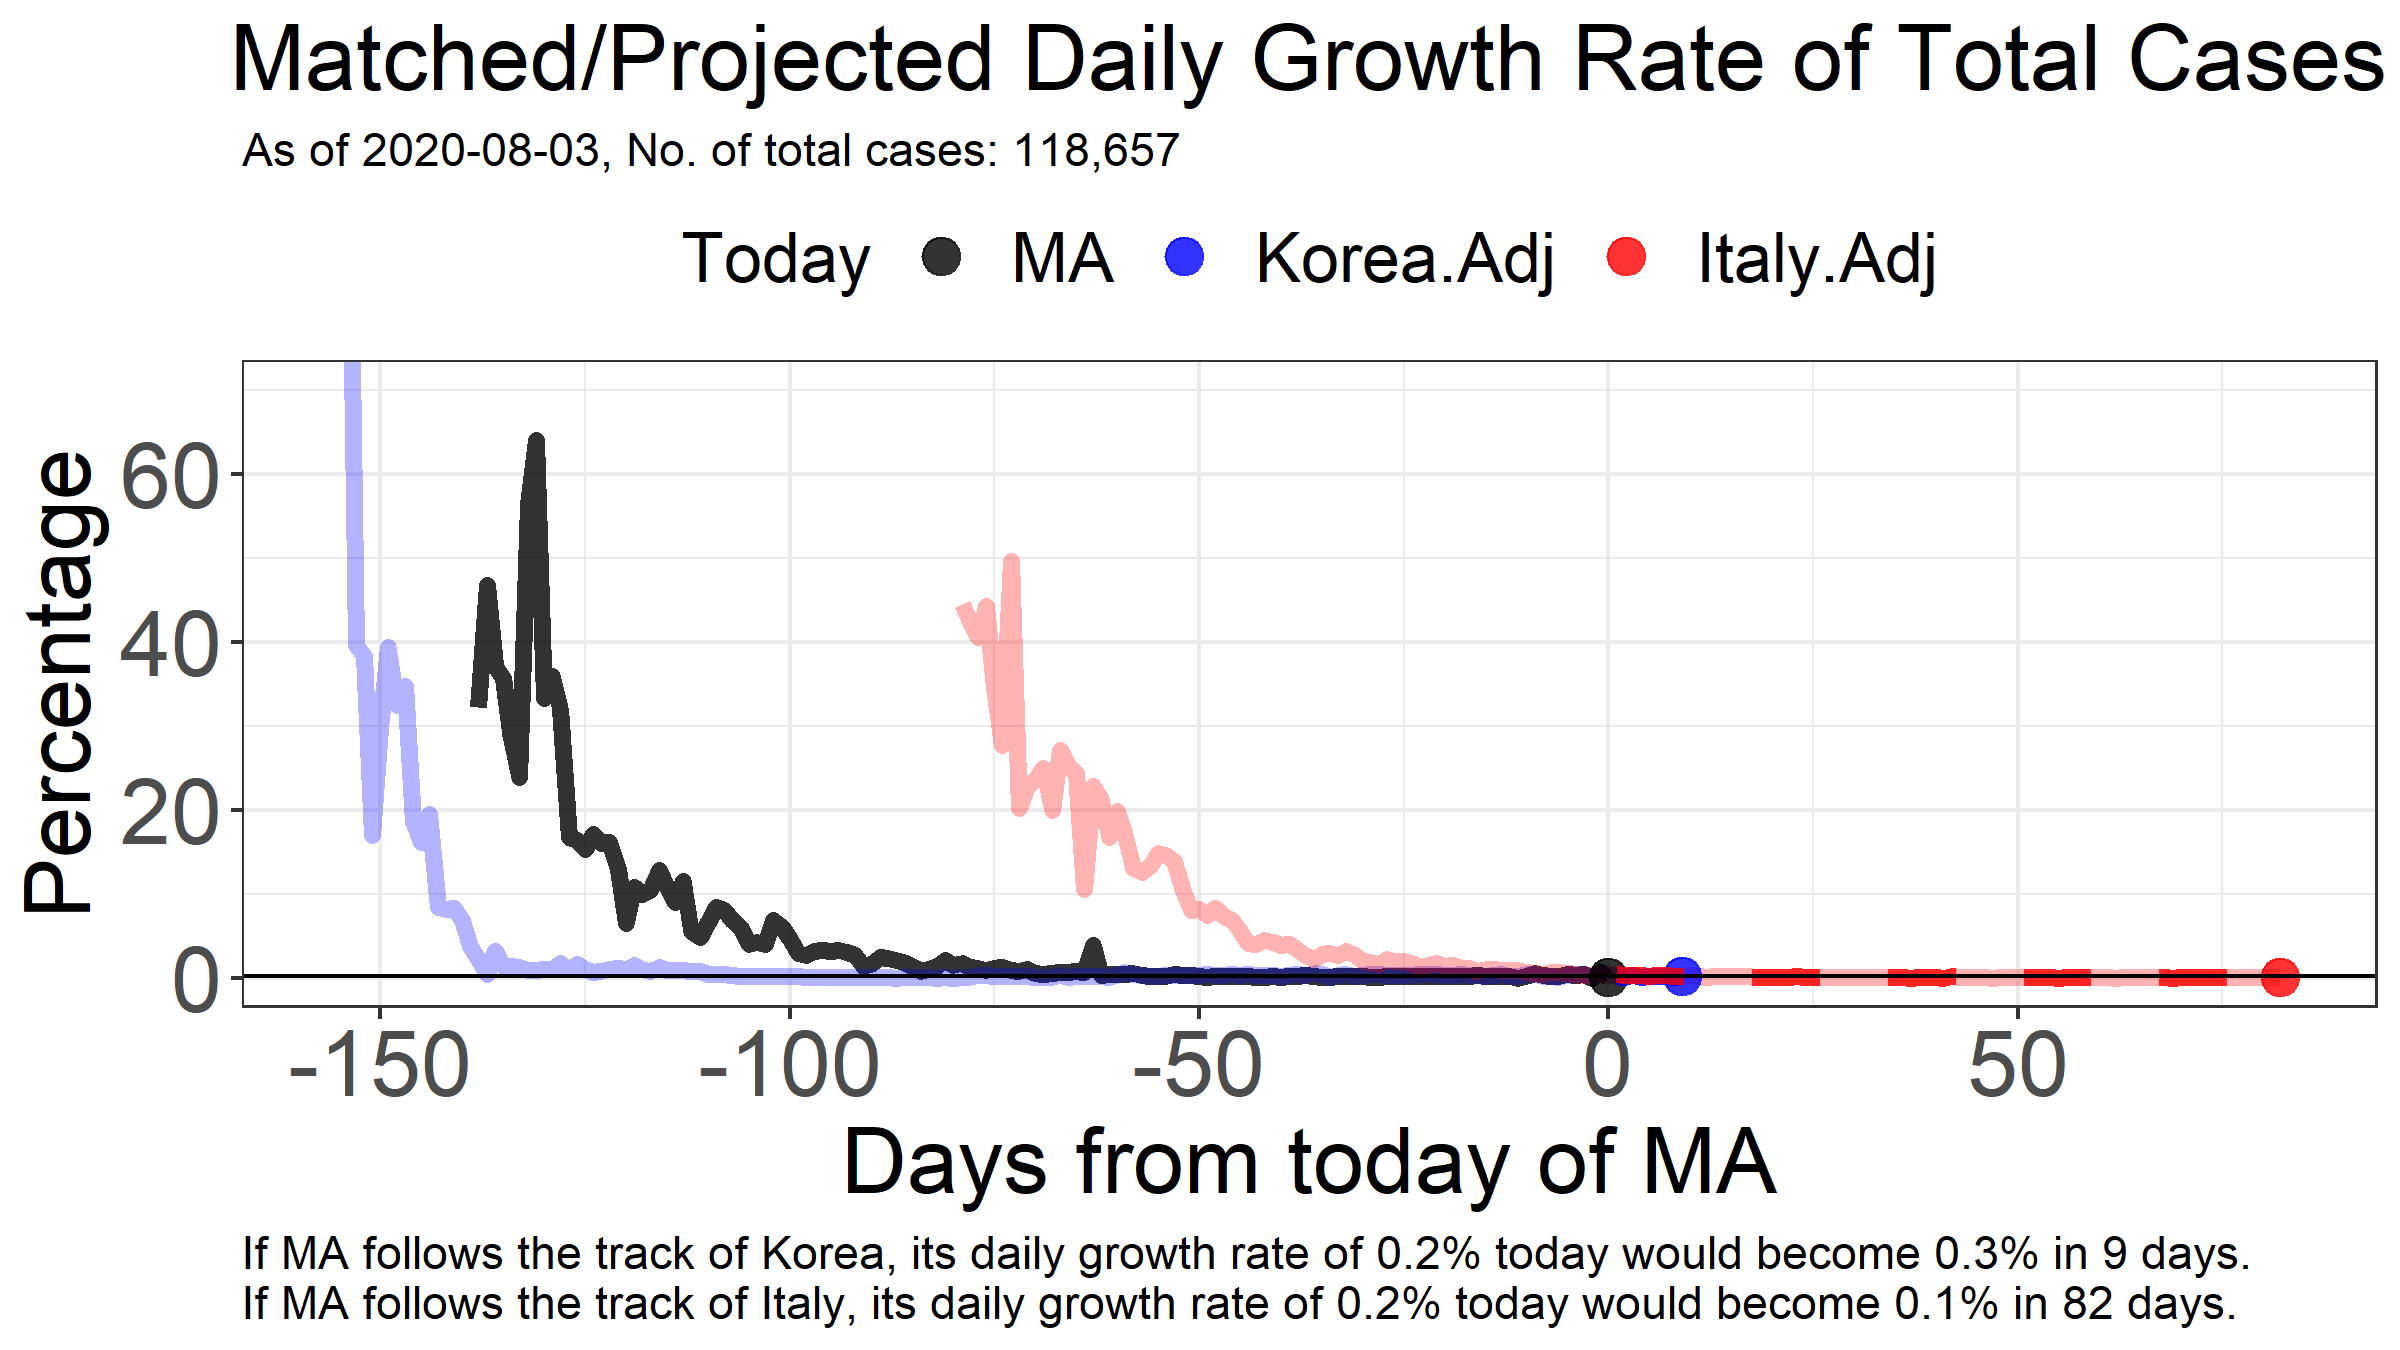 Matched/Projected Daily Growth Rate of Total Cases
As of 2020-08-03, No. of total cases: 118,657
Today MA Korea.Adj Italy.Adj
Percentage
60
40
20
0
-150 -100 -50 0 50
Days from today of MA
If MA follows the track of Korea, its daily growth rate of 0.2% today would become 0.3% in 9 days.
If MA follows the track of Italy, its daily growth rate of 0.2% today would become 0.1% in 82 days.